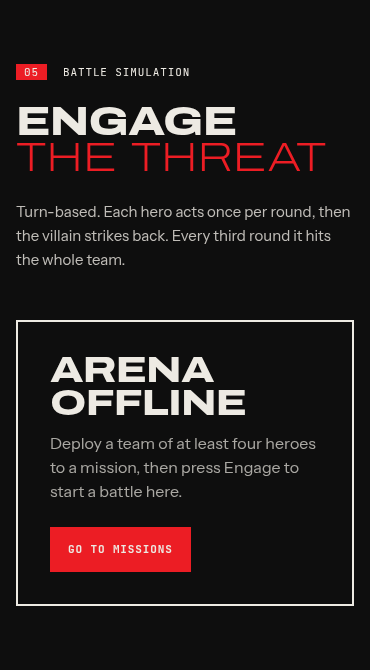 05 BATTLE SIMULATION
ENGAGE
THE THREAT
Turn-based. Each hero acts once per round, then
the villain strikes back. Every third round it hits
the whole team.
ARENA
OFFLINE
Deploy a team of at least four heroes
to a mission, then press Engage to
start a battle here.
GO TO MISSIONS